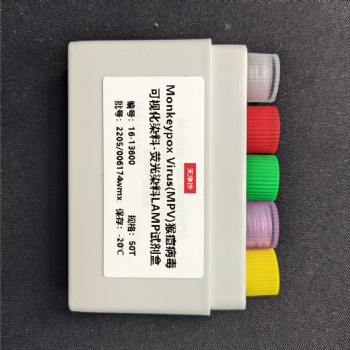 天净沙
Monkeypox Virus(MPV)猴痘病毒
可视化染料-荧光染料LAMP试剂盒
编号：16-13600 规格：50T
批号：2205/006174wmx 保存：-20℃